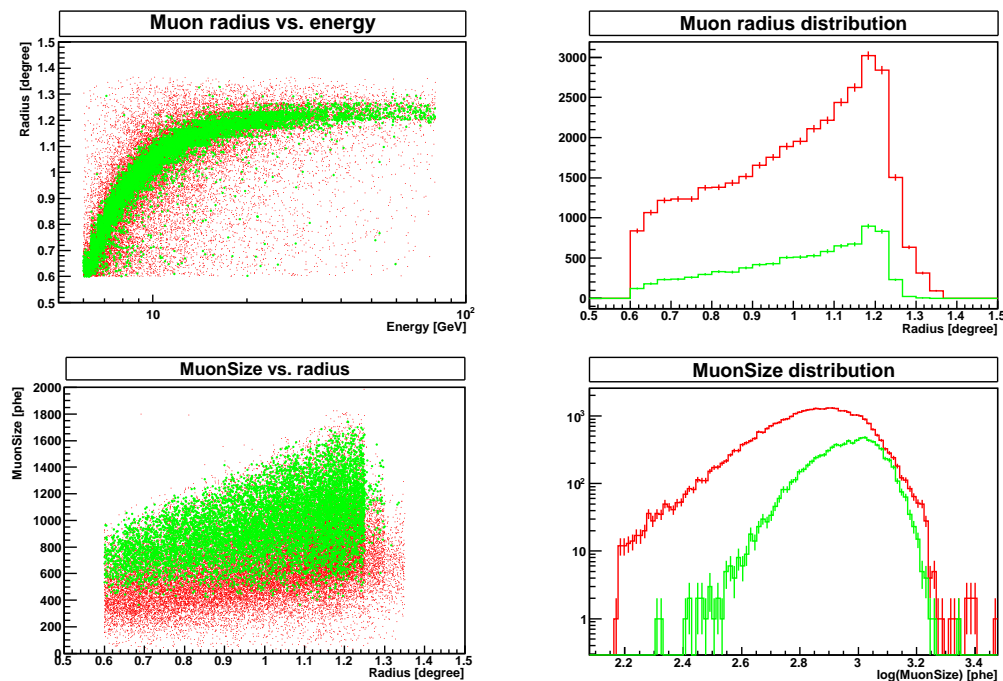 Muon radius vs. energy
Radius [degree]
1.5
1.4
1.3
1.2
1.1
1
0.9
0.8
0.7
0.6
0.5
10
10²
Energy [GeV]
Muon radius distribution
3000
2500
2000
1500
1000
500
0
0.5 0.6 0.7 0.8 0.9 1 1.1 1.2 1.3 1.4 1.5
Radius [degree]
MuonSize vs. radius
MuonSize [phe]
2000
1800
1600
1400
1200
1000
800
600
400
200
0
0.5 0.6 0.7 0.8 0.9 1 1.1 1.2 1.3 1.4 1.5
Radius [degree]
MuonSize distribution
10³
10²
10
1
2.2 2.4 2.6 2.8 3 3.2 3.4
log(MuonSize) [phe]